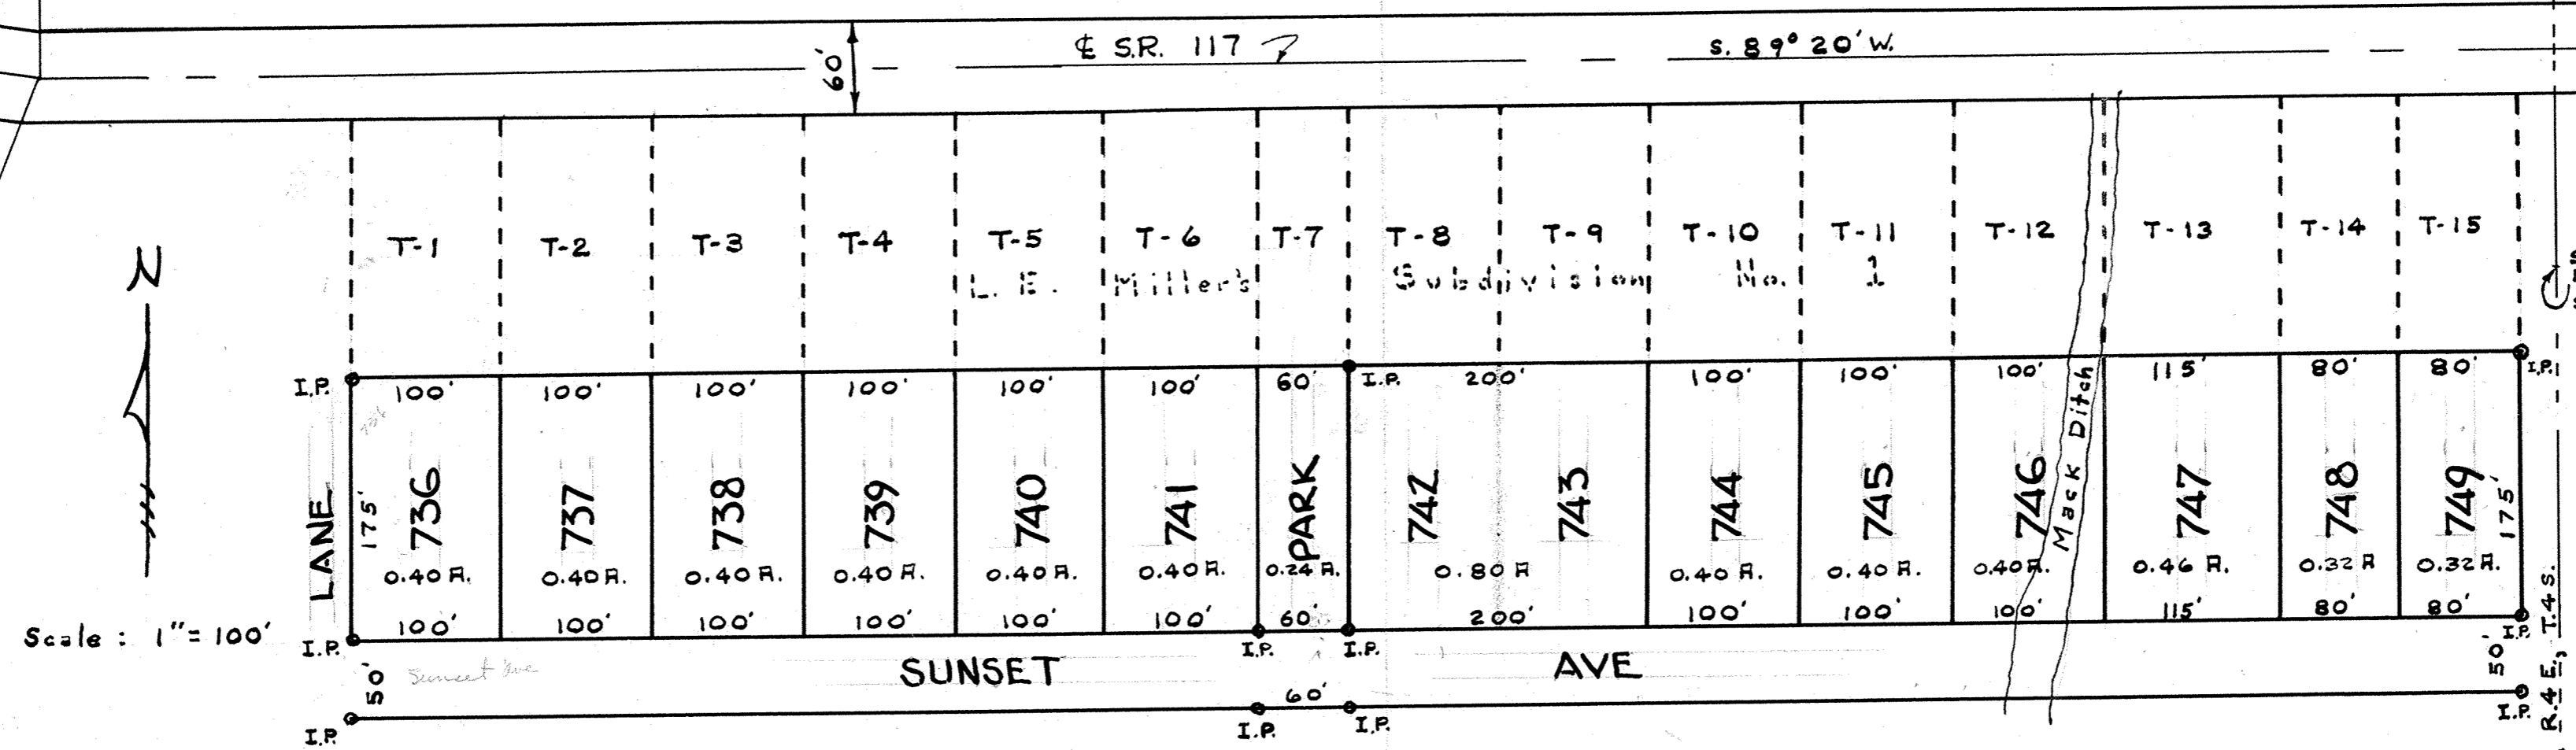 60'
℄ S.R. 117
S. 89° 20' W.
N
T-1 T-2 T-3 T-4 T-5 T-6 T-7 T-8 T-9 T-10 T-11 T-12 T-13 T-14 T-15
L. E. Miller's Subdivision No. 1
I.P. 100' 100' 100' 100' 100' 100' 60' I.P. 200' 100' 100' 100' 115' 80' 80' I.P.
LANE 175' 736 737 738 739 740 741 PARK 742 743 744 745 746 Mack Ditch 747 748 749 175'
0.40 A. 0.40 A. 0.40 A. 0.40 A. 0.40 A. 0.40 A. 0.24 A. 0.80 A 0.40 A. 0.40 A. 0.40 A. 0.46 A. 0.32 A 0.32 A.
100' 100' 100' 100' 100' 100' 60' 200' 100' 100' 100' 115' 80' 80'
Scale : 1" = 100'
I.P. I.P. I.P. I.P.
50' Sunset Ave SUNSET AVE 50'
60'
I.P. I.P. I.P. I.P.
R.4 E., T.4 S.